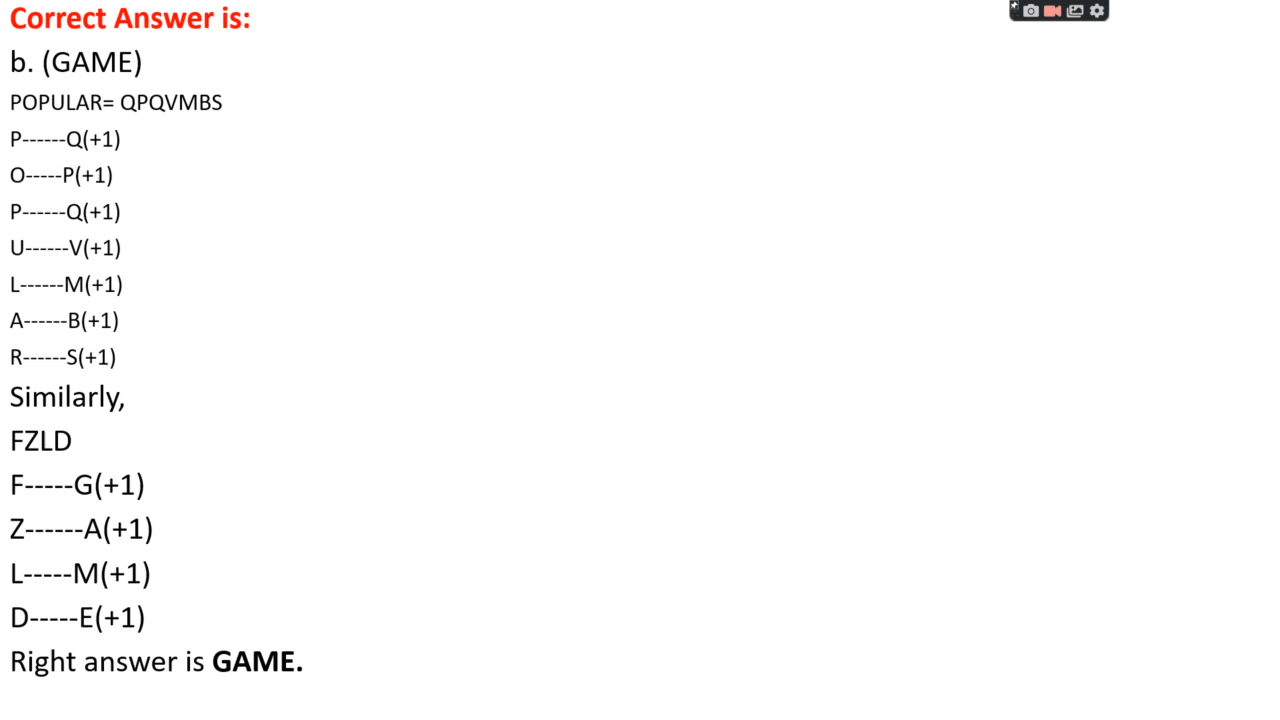 Correct Answer is:
b. (GAME)
POPULAR= QPQVMBS
P------Q(+1)
O-----P(+1)
P------Q(+1)
U------V(+1)
L------M(+1)
A------B(+1)
R------S(+1)
Similarly,
FZLD
F-----G(+1)
Z------A(+1)
L-----M(+1)
D-----E(+1)
Right answer is GAME.